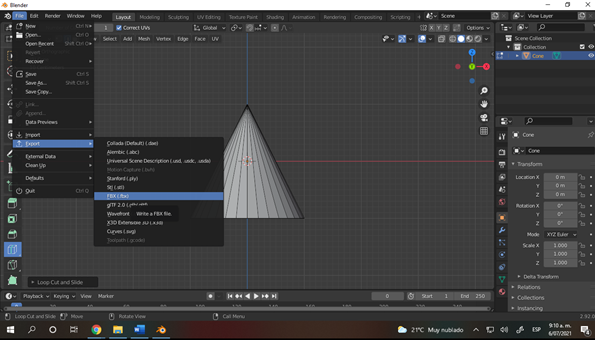 Blender
File Edit Render Window Help Layout Modeling Sculpting UV Editing Texture Paint Shading Animation Rendering Compositing Scripting Scene View Layer
New Ctrl N
Open... Ctrl O
Open Recent Shift Ctrl O
Revert
Recover
Save Ctrl S
Save As... Shift Ctrl S
Save Copy...
Link...
Append...
Data Previews
Import
Export
External Data
Clean Up
Defaults
Quit Ctrl Q
1 Correct UVs
Global
Options
Select Add Mesh Vertex Edge Face UV
X Y Z
Collada (Default) (.dae)
Alembic (.abc)
Universal Scene Description (.usd, .usdc, .usda)
Motion Capture (.bvh)
Stanford (.ply)
Stl (.stl)
FBX (.fbx)
glTF 2.0
Wavefront
Write a FBX file.
X3D Extensible 3D (.x3d)
Curves (.svg)
Freepom (.gcode)
Loop Cut and Slide
Scene Collection
Collection
Cone
Cone
Cone
Transform
Location X 0 m
Y 0 m
Z 0 m
Rotation X 0°
Y 0°
Z 0°
Mode XYZ Euler
Scale X 1.000
Y 1.000
Z 1.000
Delta Transform
Relations
Collections
Instancing
Playback Keying View Marker
0 Start 1 End 250
Loop Cut and Slide Move Rotate View Call Menu 2.92.0
21°C Muy nublado ESP 9:10 a. m. 6/07/2021